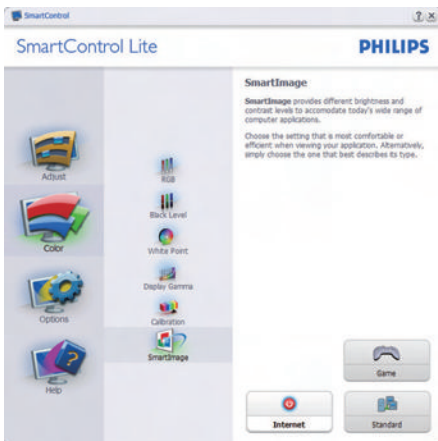 SmartControl
SmartControl Lite
PHILIPS
Adjust
Color
Options
Help
RGB
Black Level
White Point
Display Gamma
Calibration
SmartImage
SmartImage
SmartImage provides different brightness and
contrast levels to accomodate today's wide range of
computer applications.
Choose the setting that is most comfortable or
efficient when viewing your application. Alternatively,
simply choose the one that best describes its type.
Game
Internet
Standard